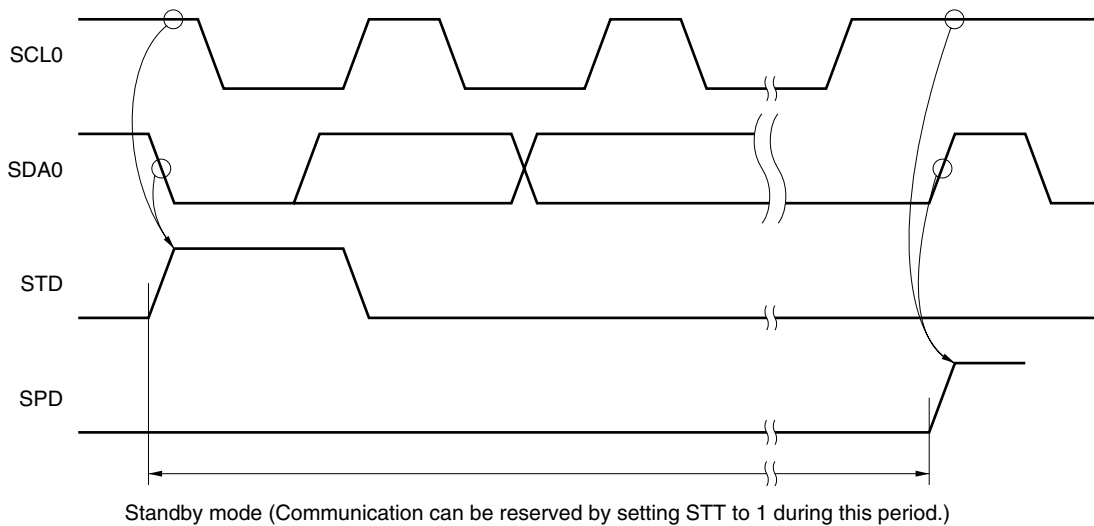 SCL0
SDA0
STD
SPD
Standby mode (Communication can be reserved by setting STT to 1 during this period.)